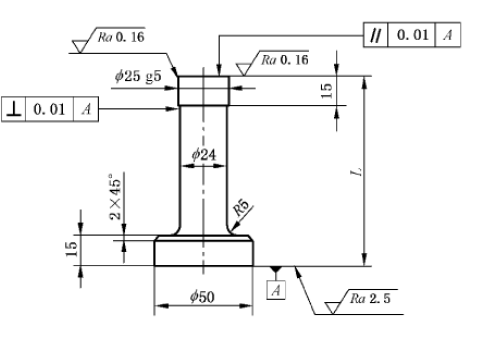 Ra 0.16
// 0.01 A
Ra 0.16
ϕ25 g5
15
⊥ 0.01 A
ϕ24
L
2×45°
R5
15
A
ϕ50
Ra 2.5